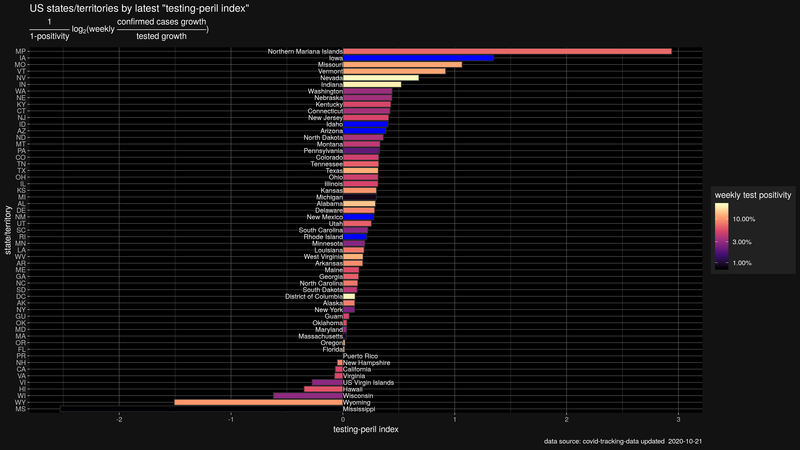 US states/territories by latest "testing-peril index"
1 / 1-positivity log2(weekly confirmed cases growth / tested growth)
MP Northern Mariana Islands
IA Iowa
MO Missouri
VT Vermont
NV Nevada
IN Indiana
WA Washington
NE Nebraska
KY Kentucky
CT Connecticut
NJ New Jersey
ID Idaho
AZ Arizona
ND North Dakota
MT Montana
PA Pennsylvania
CO Colorado
TN Tennessee
TX Texas
OH Ohio
IL Illinois
KS Kansas
MI Michigan
AL Alabama
DE Delaware
NM New Mexico
UT Utah
SC South Carolina
RI Rhode Island
MN Minnesota
LA Louisiana
WV West Virginia
AR Arkansas
ME Maine
GA Georgia
NC North Carolina
SD South Dakota
DC District of Columbia
AK Alaska
NY New York
GU Guam
OK Oklahoma
MD Maryland
MA Massachusetts
OR Oregon
FL Florida
PR Puerto Rico
NH New Hampshire
CA California
VA Virginia
VI US Virgin Islands
HI Hawaii
WI Wisconsin
WY Wyoming
MS Mississippi
state/territory
-2 -1 0 1 2 3
testing-peril index
weekly test positivity
10.00%
3.00%
1.00%
data source: covid-tracking-data updated 2020-10-21